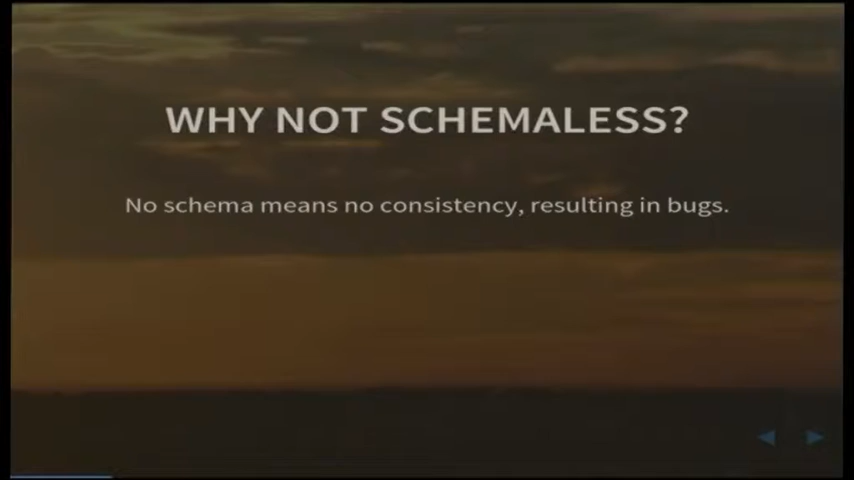 WHY NOT SCHEMALESS?
No schema means no consistency, resulting in bugs.